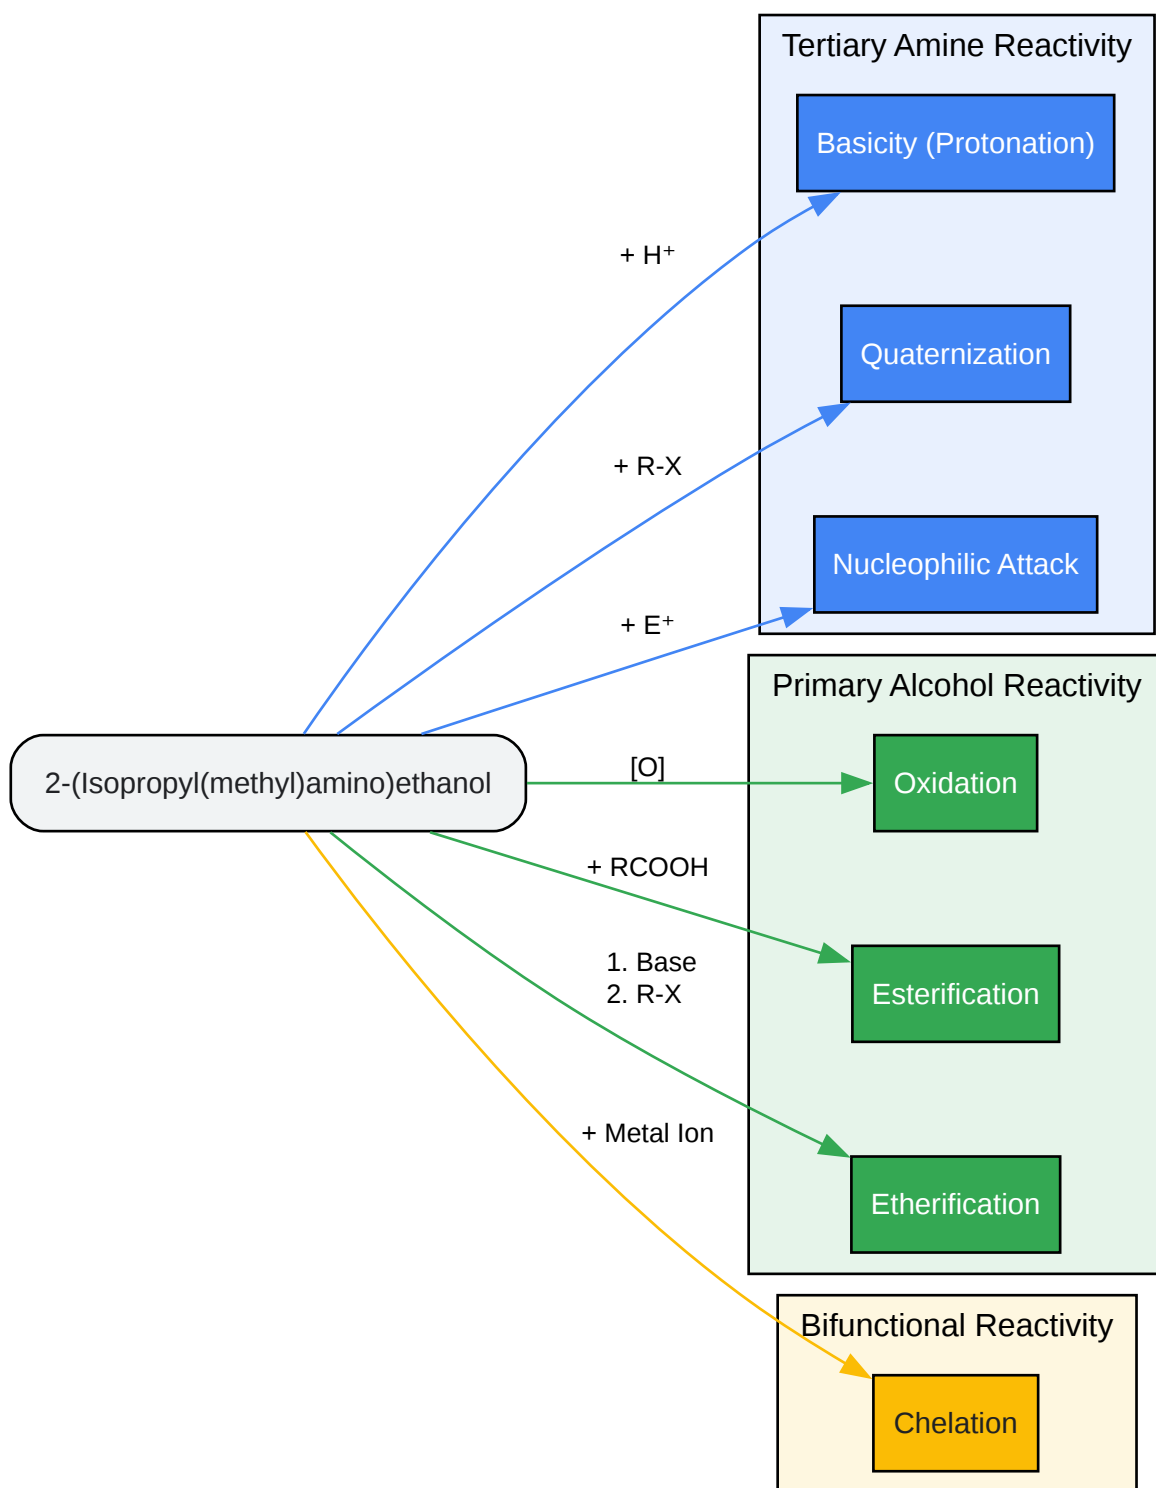 Tertiary Amine Reactivity
Basicity (Protonation)
+ H⁺
Quaternization
+ R-X
Nucleophilic Attack
+ E⁺
Primary Alcohol Reactivity
2-(Isopropyl(methyl)amino)ethanol
[O]
Oxidation
+ RCOOH
1. Base
2. R-X
Esterification
+ Metal Ion
Etherification
Bifunctional Reactivity
Chelation